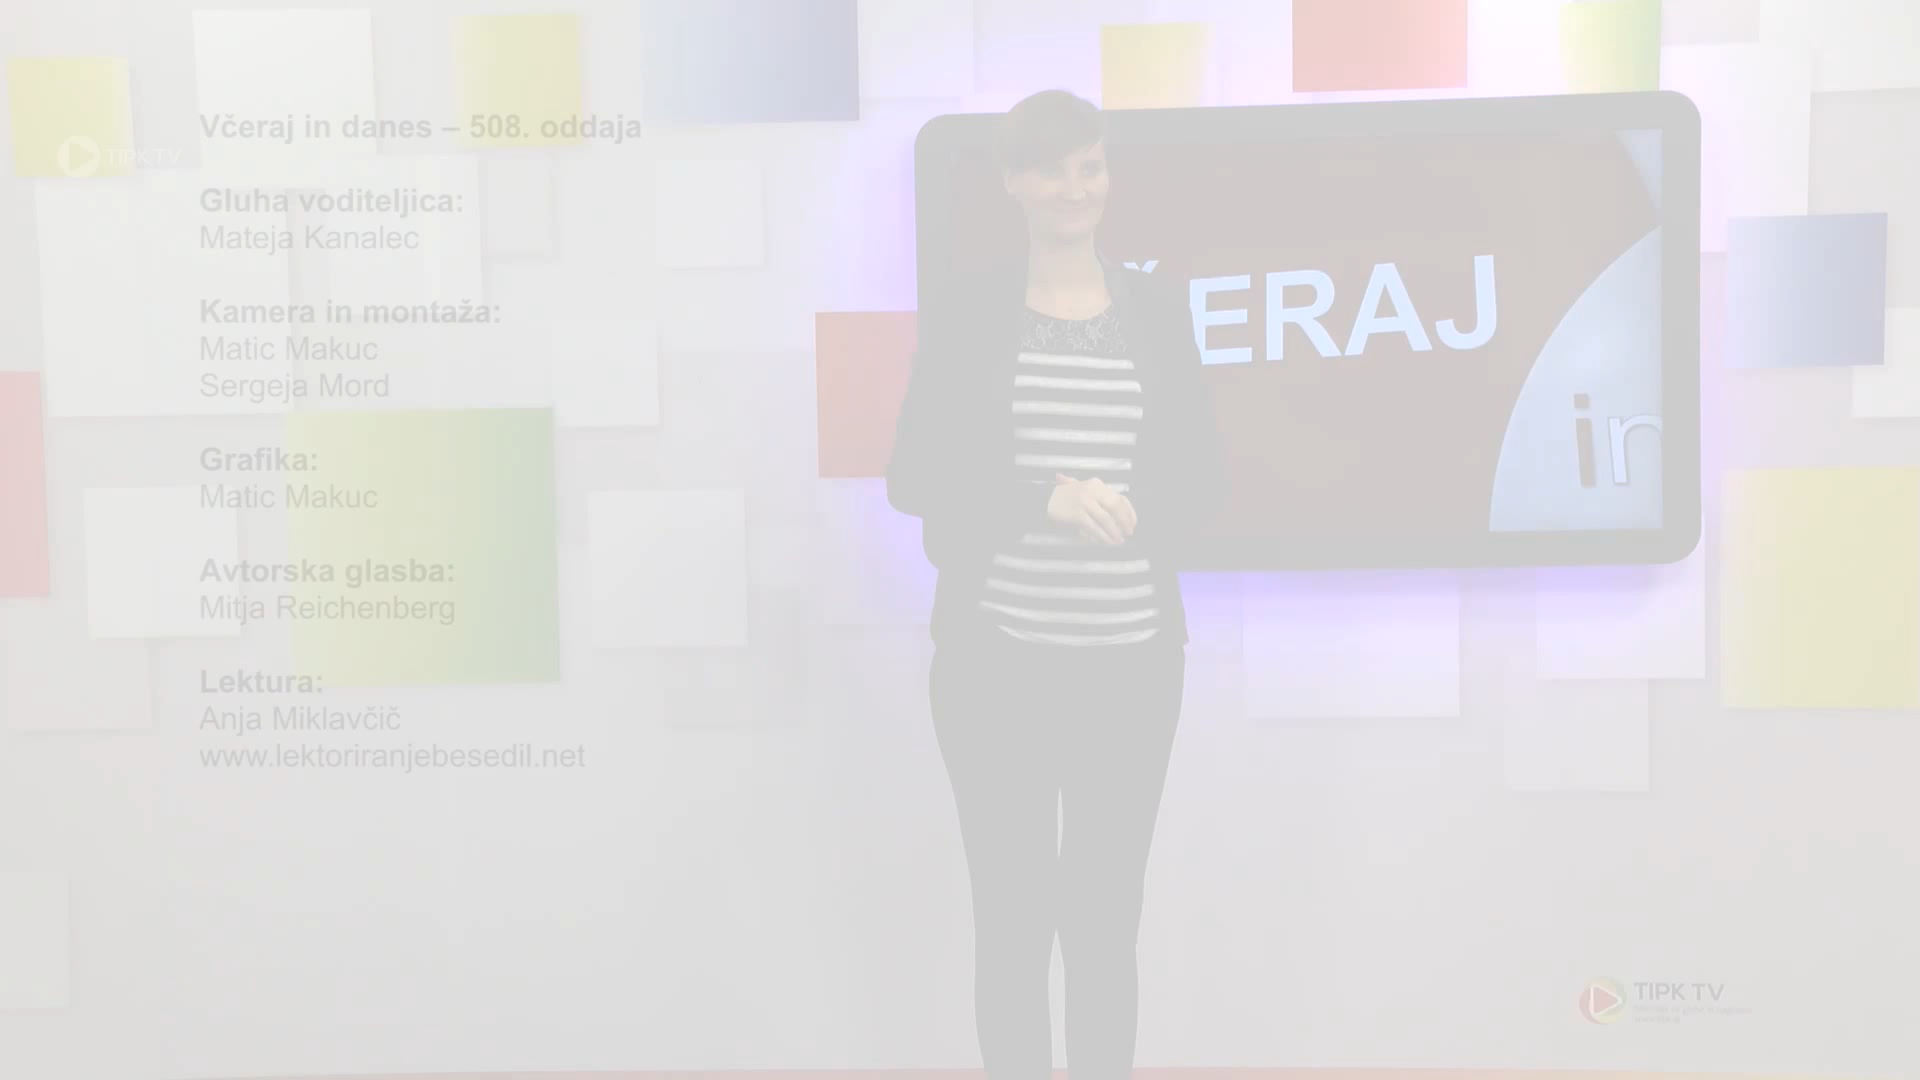 Včeraj in danes – 508. oddaja
TIPK TV
Gluha voditeljica:
Mateja Kanalec
Kamera in montaža:
Matic Makuc
Sergeja Mord
Grafika:
Matic Makuc
Avtorska glasba:
Mitja Reichenberg
Lektura:
Anja Miklavčič
www.lektoriranjebesedil.net
ERAJ
in
TIPK TV